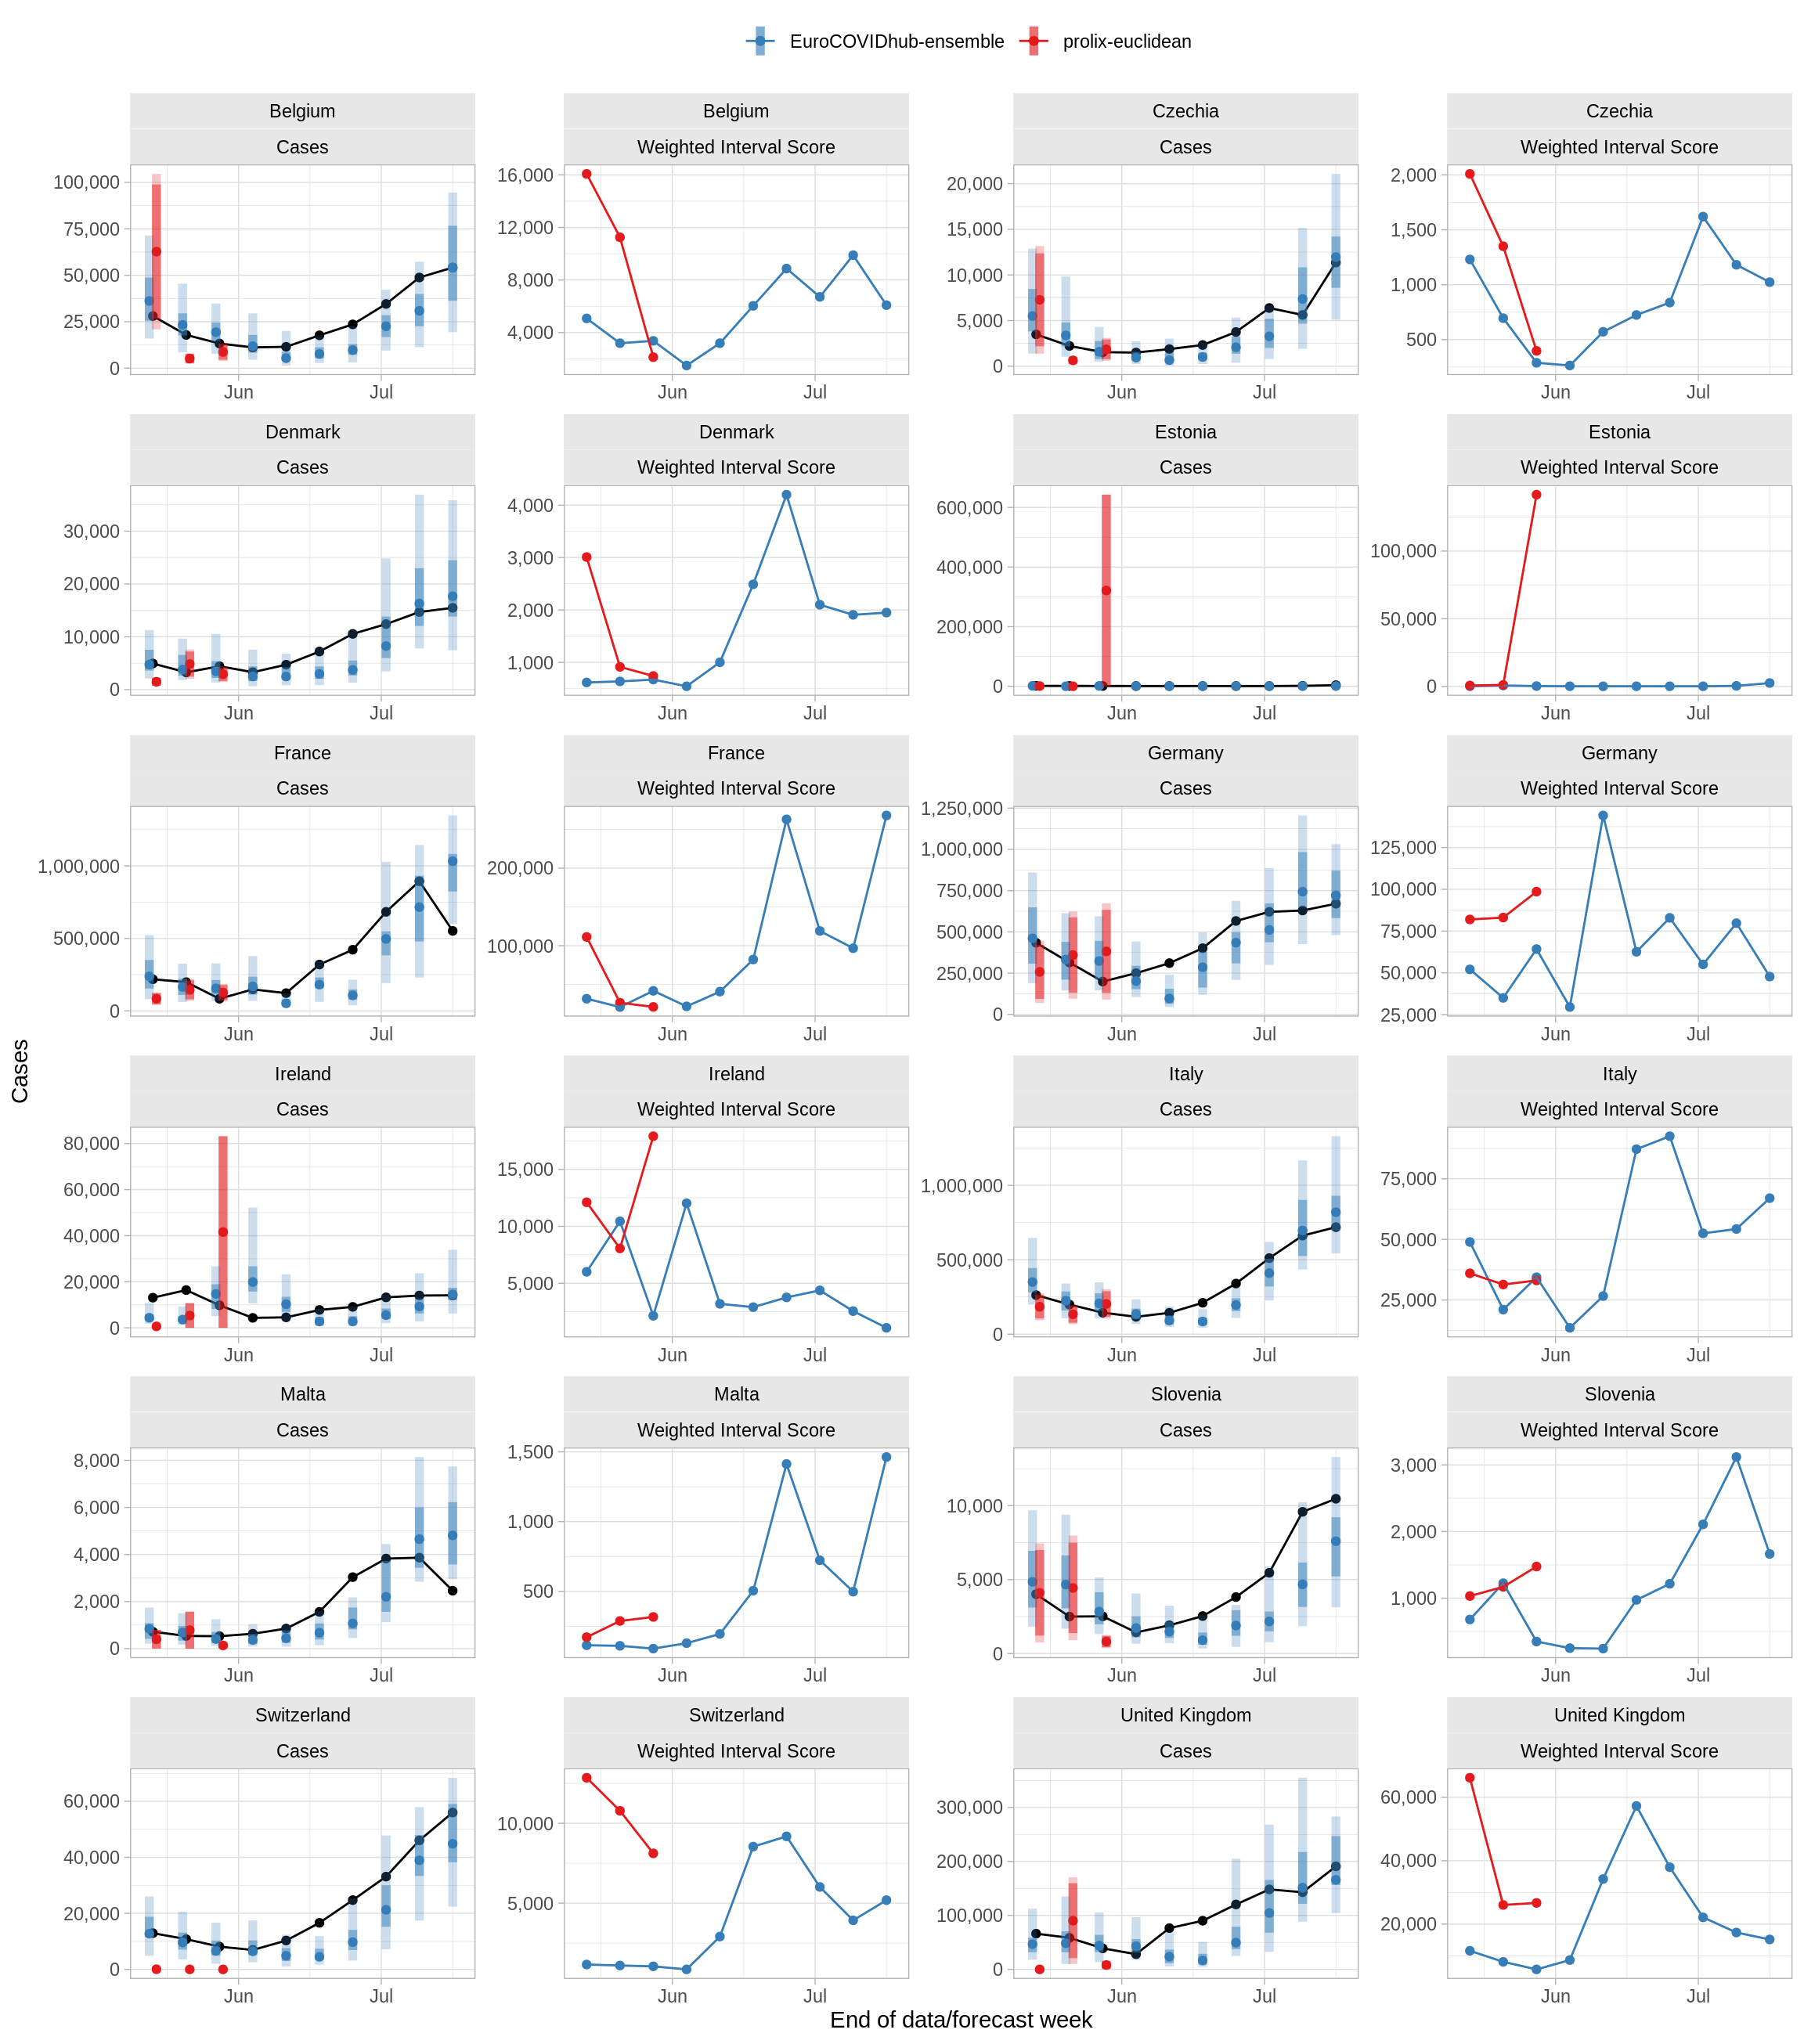 EuroCOVIDhub-ensemble prolix-euclidean
Belgium Belgium Czechia Czechia
Cases Weighted Interval Score Cases Weighted Interval Score
100,000 75,000 50,000 25,000 0
16,000 12,000 8,000 4,000
20,000 15,000 10,000 5,000 0
2,000 1,500 1,000 500
Jun Jul Jun Jul Jun Jul Jun Jul
Denmark Denmark Estonia Estonia
Cases Weighted Interval Score Cases Weighted Interval Score
30,000 20,000 10,000 0
4,000 3,000 2,000 1,000
600,000 400,000 200,000 0
100,000 50,000 0
Jun Jul Jun Jul Jun Jul Jun Jul
France France Germany Germany
Cases Weighted Interval Score Cases Weighted Interval Score
1,000,000 500,000 0
200,000 100,000
1,250,000 1,000,000 750,000 500,000 250,000 0
125,000 100,000 75,000 50,000 25,000
Jun Jul Jun Jul Jun Jul Jun Jul
Cases
Ireland Ireland Italy Italy
Cases Weighted Interval Score Cases Weighted Interval Score
80,000 60,000 40,000 20,000 0
15,000 10,000 5,000
1,000,000 500,000 0
75,000 50,000 25,000
Jun Jul Jun Jul Jun Jul Jun Jul
Malta Malta Slovenia Slovenia
Cases Weighted Interval Score Cases Weighted Interval Score
8,000 6,000 4,000 2,000 0
1,500 1,000 500
10,000 5,000 0
3,000 2,000 1,000
Jun Jul Jun Jul Jun Jul Jun Jul
Switzerland Switzerland United Kingdom United Kingdom
Cases Weighted Interval Score Cases Weighted Interval Score
60,000 40,000 20,000 0
10,000 5,000
300,000 200,000 100,000 0
60,000 40,000 20,000
Jun Jul Jun Jul Jun Jul Jun Jul
End of data/forecast week